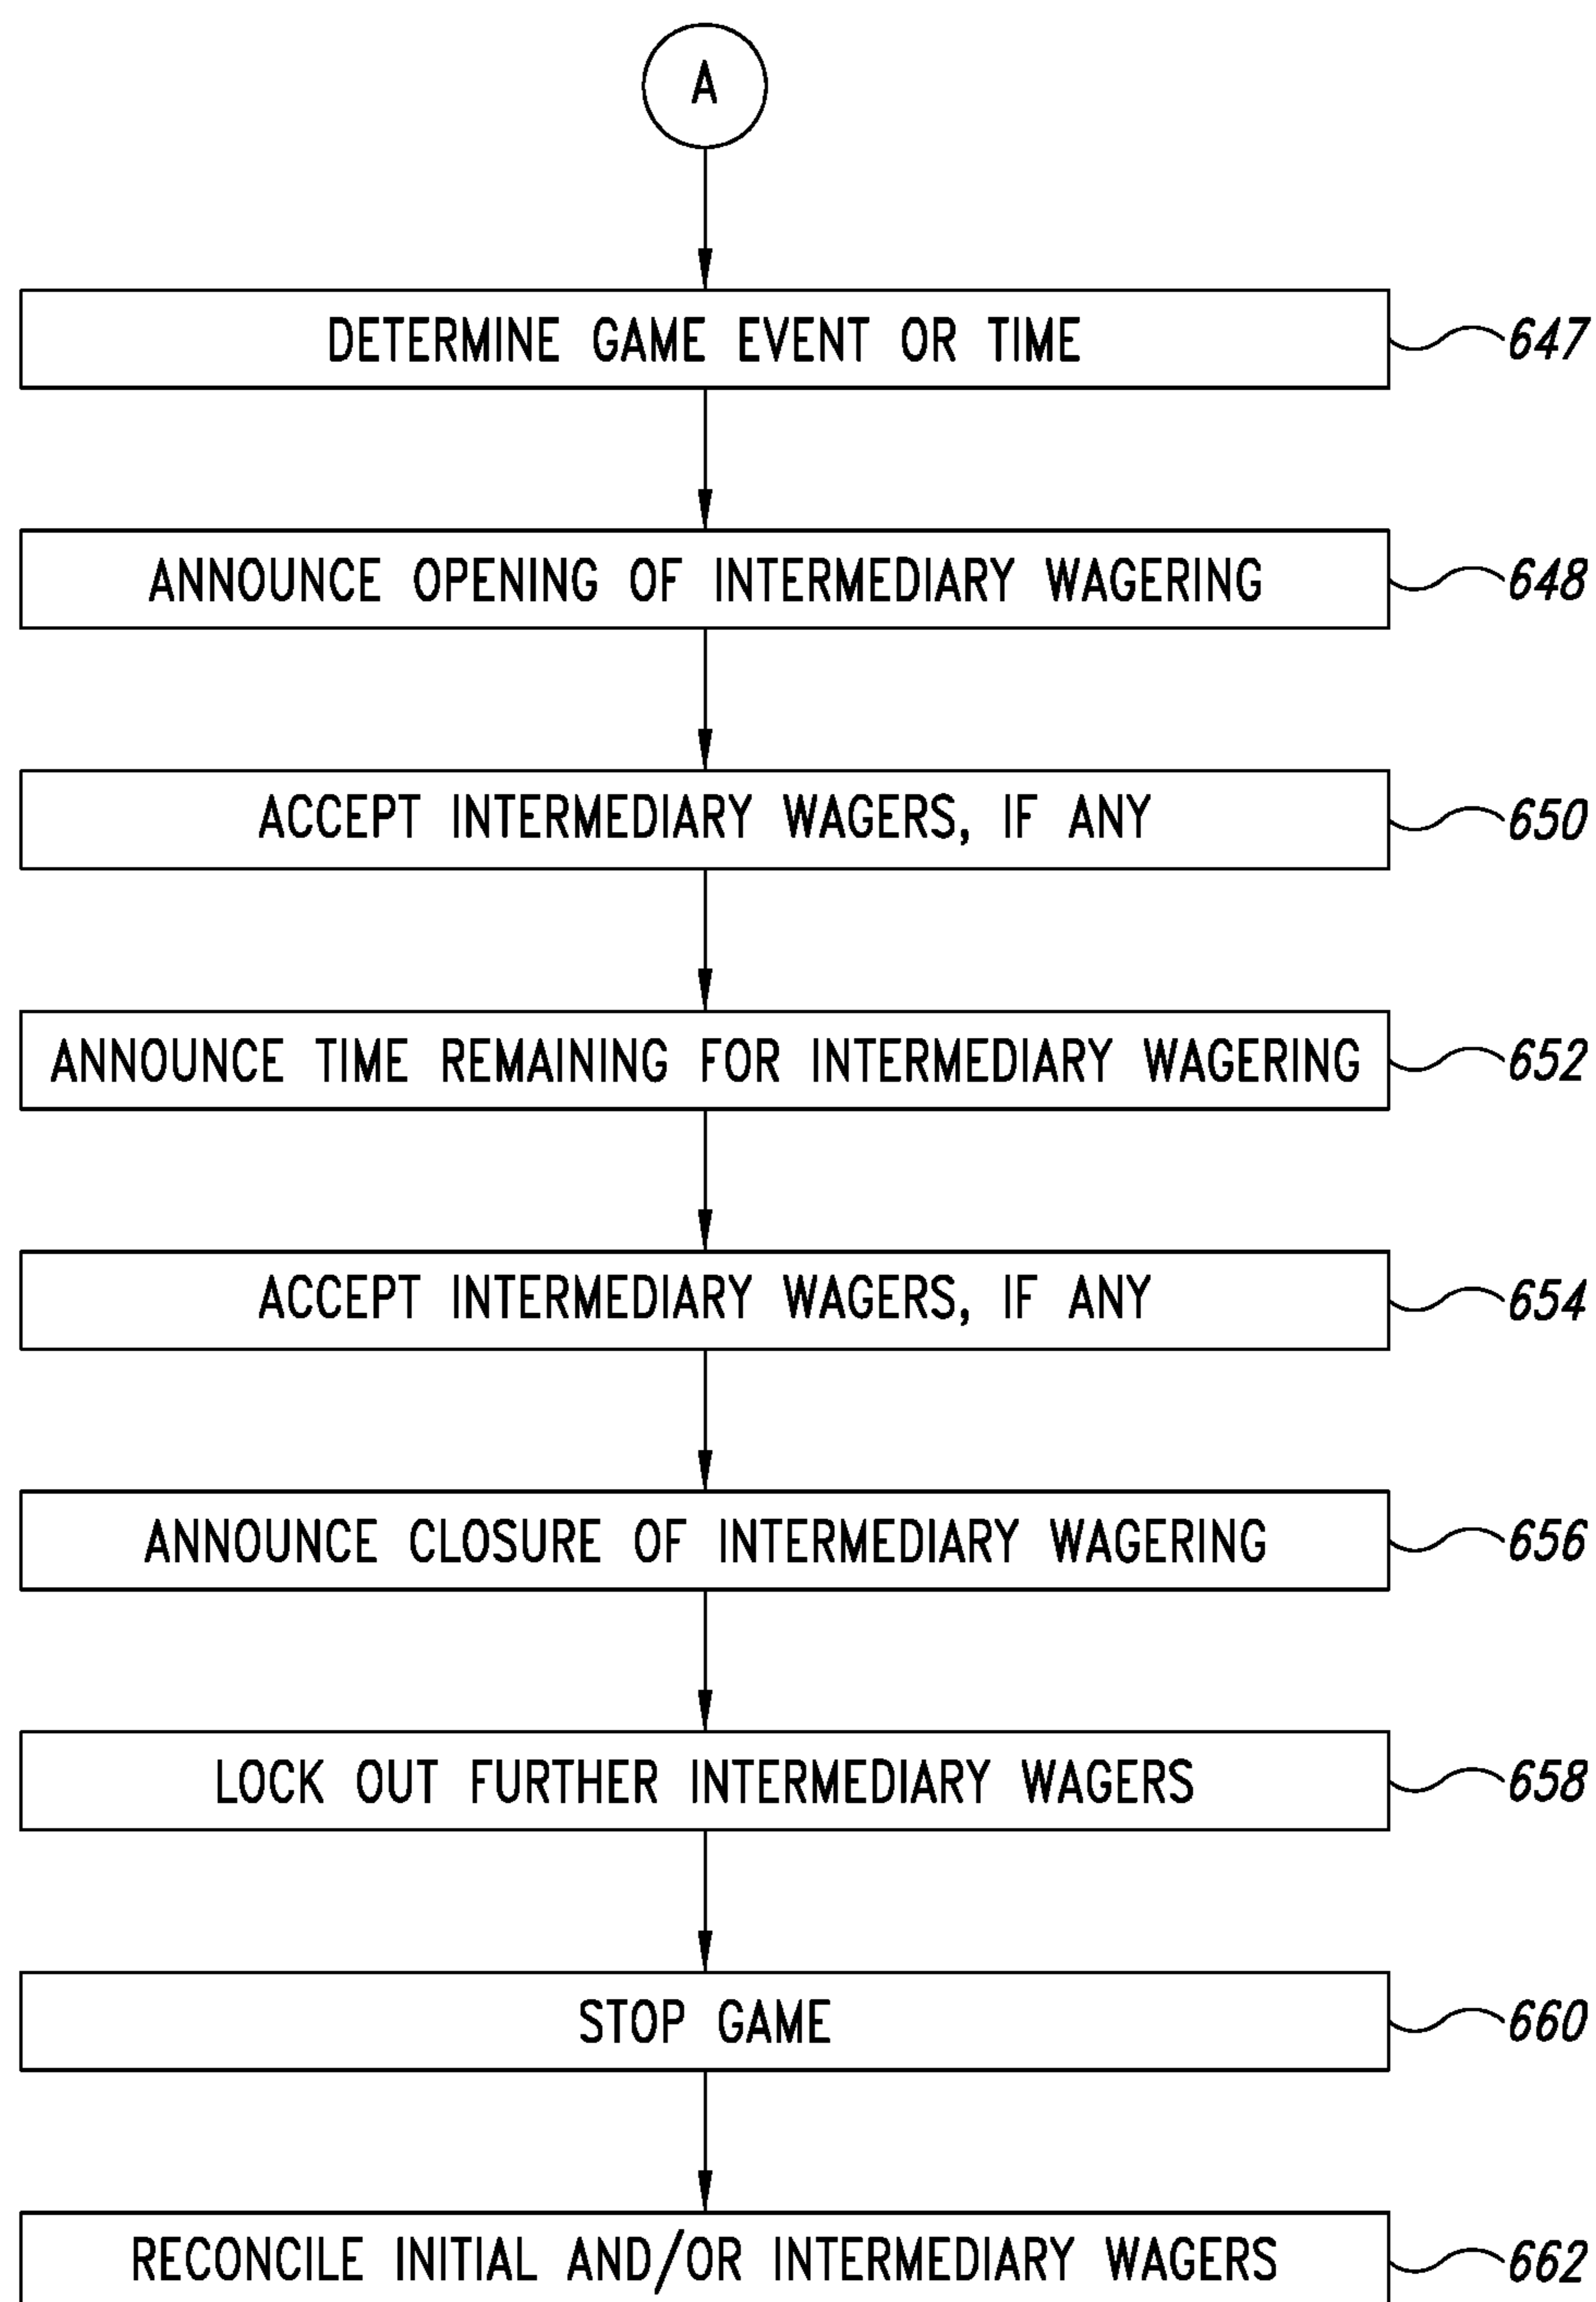 A
DETERMINE GAME EVENT OR TIME 647
ANNOUNCE OPENING OF INTERMEDIARY WAGERING 648
ACCEPT INTERMEDIARY WAGERS, IF ANY 650
ANNOUNCE TIME REMAINING FOR INTERMEDIARY WAGERING 652
ACCEPT INTERMEDIARY WAGERS, IF ANY 654
ANNOUNCE CLOSURE OF INTERMEDIARY WAGERING 656
LOCK OUT FURTHER INTERMEDIARY WAGERS 658
STOP GAME 660
RECONCILE INITIAL AND/OR INTERMEDIARY WAGERS 662